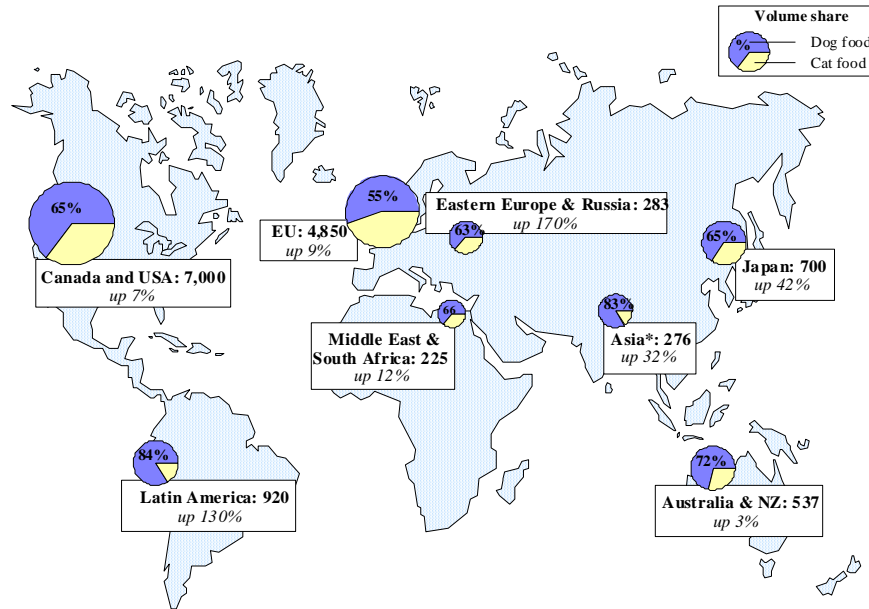 Volume share
%
Dog food
Cat food
65%
Canada and USA: 7,000
up 7%
55%
EU: 4,850
up 9%
Eastern Europe & Russia: 283
up 170%
63%
65%
Japan: 700
up 42%
66
Middle East &
South Africa: 225
up 12%
83%
Asia*: 276
up 32%
84%
Latin America: 920
up 130%
72%
Australia & NZ: 537
up 3%